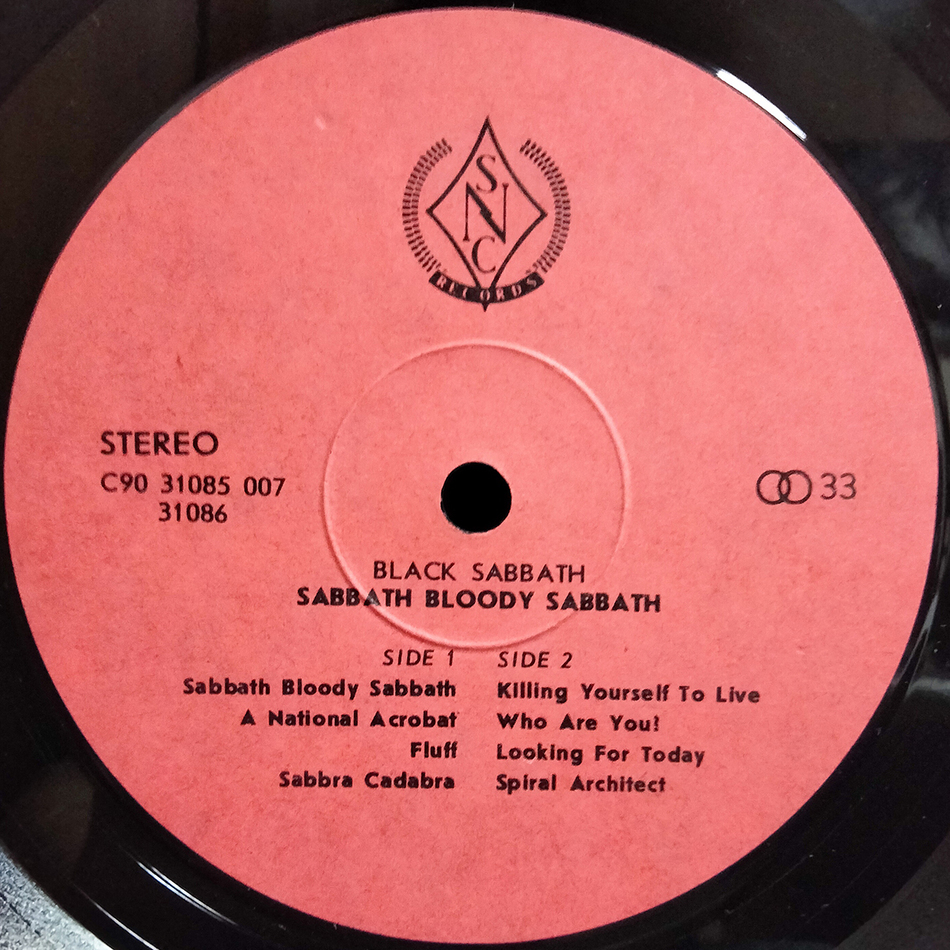 S
N
C
RECORDS
STEREO
C90 31085 007
31086
33
BLACK SABBATH
SABBATH BLOODY SABBATH
SIDE 1
Sabbath Bloody Sabbath
A National Acrobat
Fluff
Sabbra Cadabra
SIDE 2
Killing Yourself To Live
Who Are You?
Looking For Today
Spiral Architect